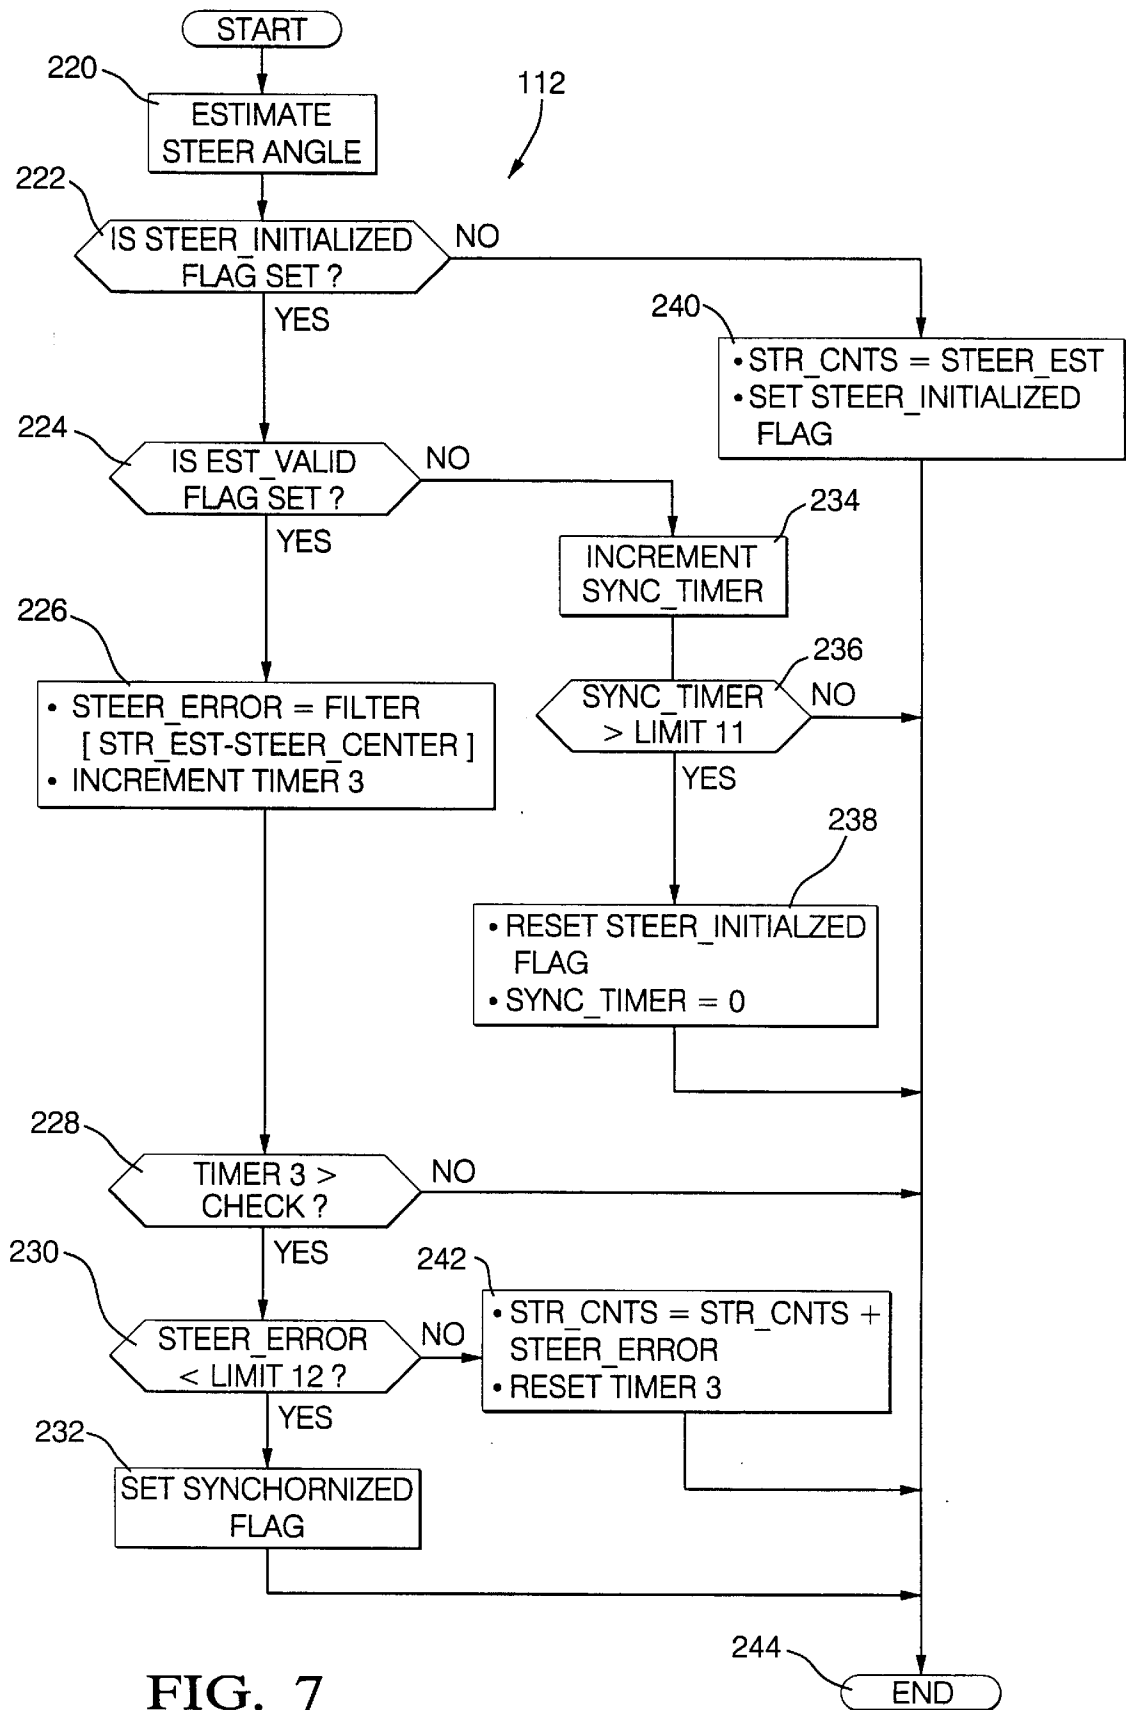 START
220
112
ESTIMATE
STEER ANGLE
222
IS STEER_INITIALIZED
FLAG SET ?
NO
YES
240
• STR_CNTS = STEER_EST
• SET STEER_INITIALIZED
FLAG
224
IS EST_VALID
FLAG SET ?
NO
YES
234
INCREMENT
SYNC_TIMER
226
• STEER_ERROR = FILTER
[ STR_EST-STEER_CENTER ]
• INCREMENT TIMER 3
236
SYNC_TIMER
> LIMIT 11
NO
YES
238
• RESET STEER_INITIALZED
FLAG
• SYNC_TIMER = 0
228
TIMER 3 >
CHECK ?
NO
YES
230
STEER_ERROR
< LIMIT 12 ?
NO
YES
242
• STR_CNTS = STR_CNTS +
STEER_ERROR
• RESET TIMER 3
232
SET SYNCHORNIZED
FLAG
244
END
FIG. 7